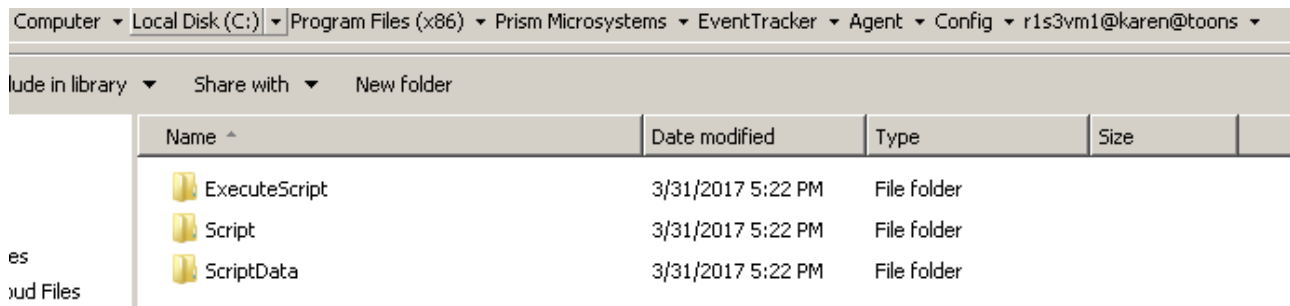 Computer Local Disk (C:) Program Files (x86) Prism Microsystems EventTracker Agent Config r1s3vm1@karen@toons
lude in library Share with New folder
Name Date modified Type Size
ExecuteScript 3/31/2017 5:22 PM File folder
Script 3/31/2017 5:22 PM File folder
es
ScriptData 3/31/2017 5:22 PM File folder
oud Files